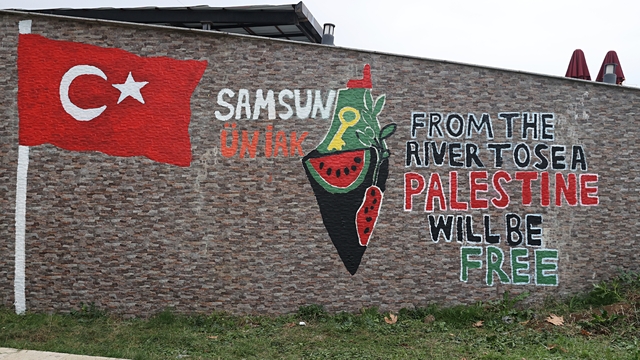 SAMSUN
ÜNİAK
FROM THE
RIVER TO SEA
PALESTINE
WILL BE
FREE